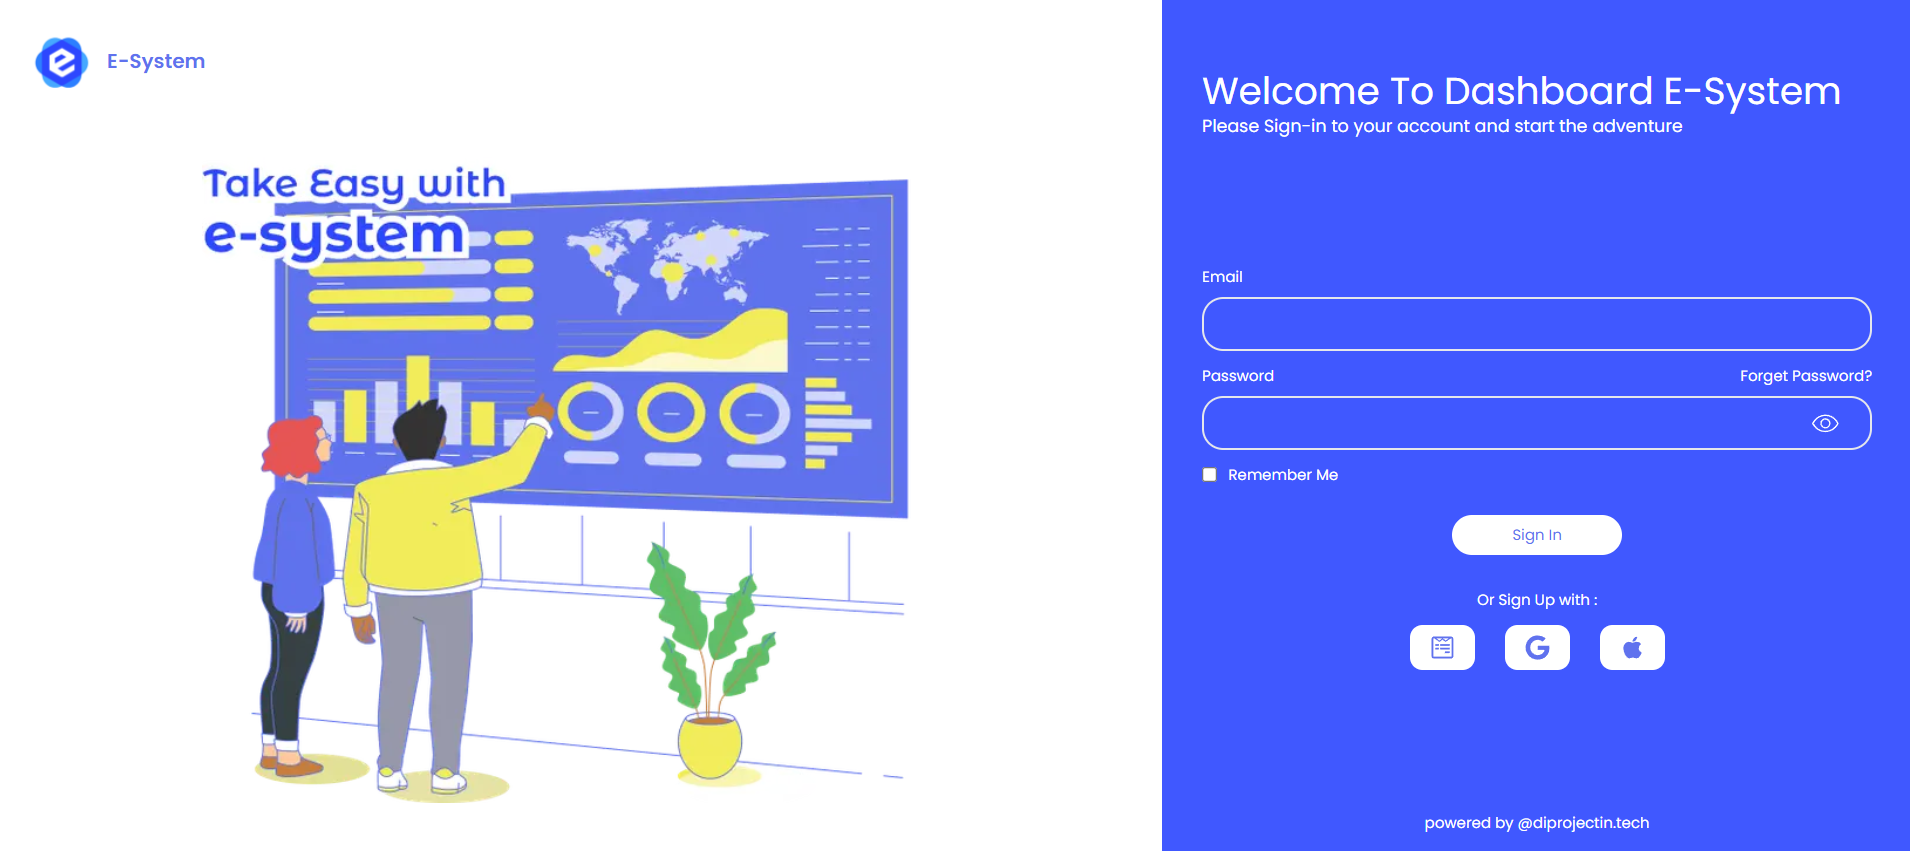 E-System
Take Easy with
e-system
Welcome To Dashboard E-System
Please Sign-in to your account and start the adventure
Email
Password
Forget Password?
Remember Me
Sign In
Or Sign Up with :
powered by @diprojectin.tech